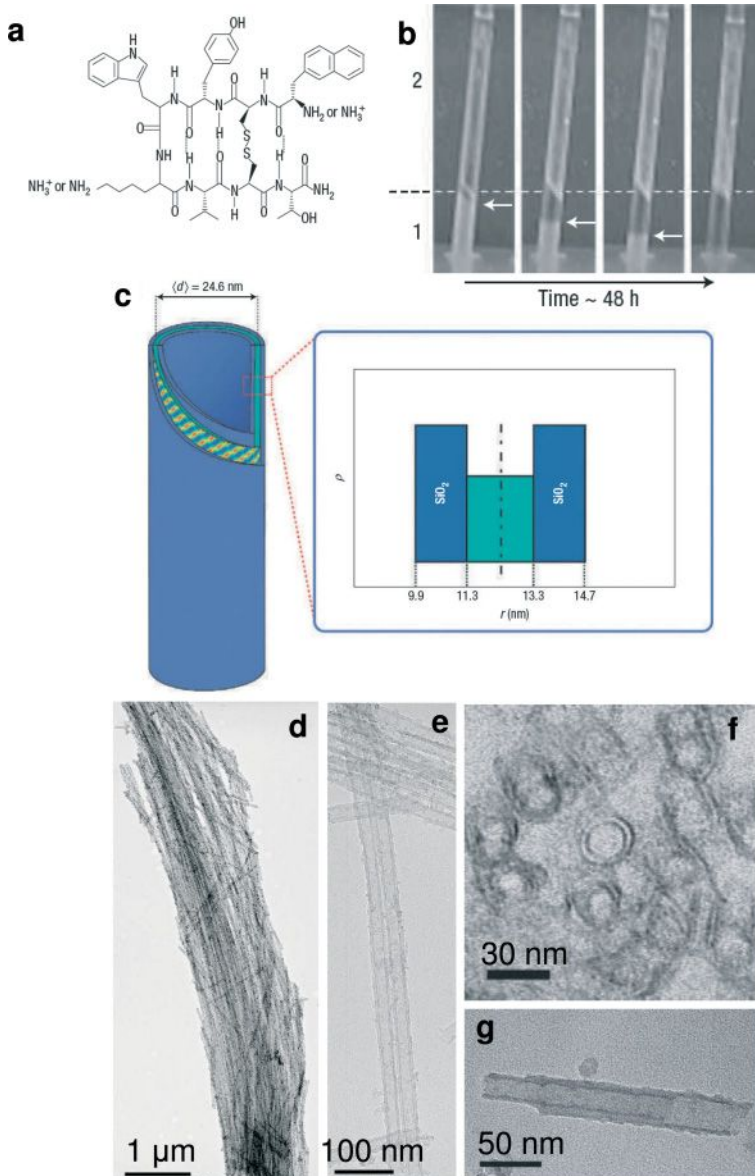 a
H
N
OH
N
H
O
H
N
O
N
H
O
H
N
O
NH₂ or NH₃⁺
O
NH
S
S
NH₃⁺ or NH₂
O
H
N
O
N
H
O
H
N
O
N
H
O
NH₂
OH
b
2
1
Time ~ 48 h
c
⟨d⟩ = 24.6 nm
ρ
SiO₂
SiO₂
9.9 11.3 13.3 14.7
r (nm)
d
1 µm
e
100 nm
f
30 nm
g
50 nm